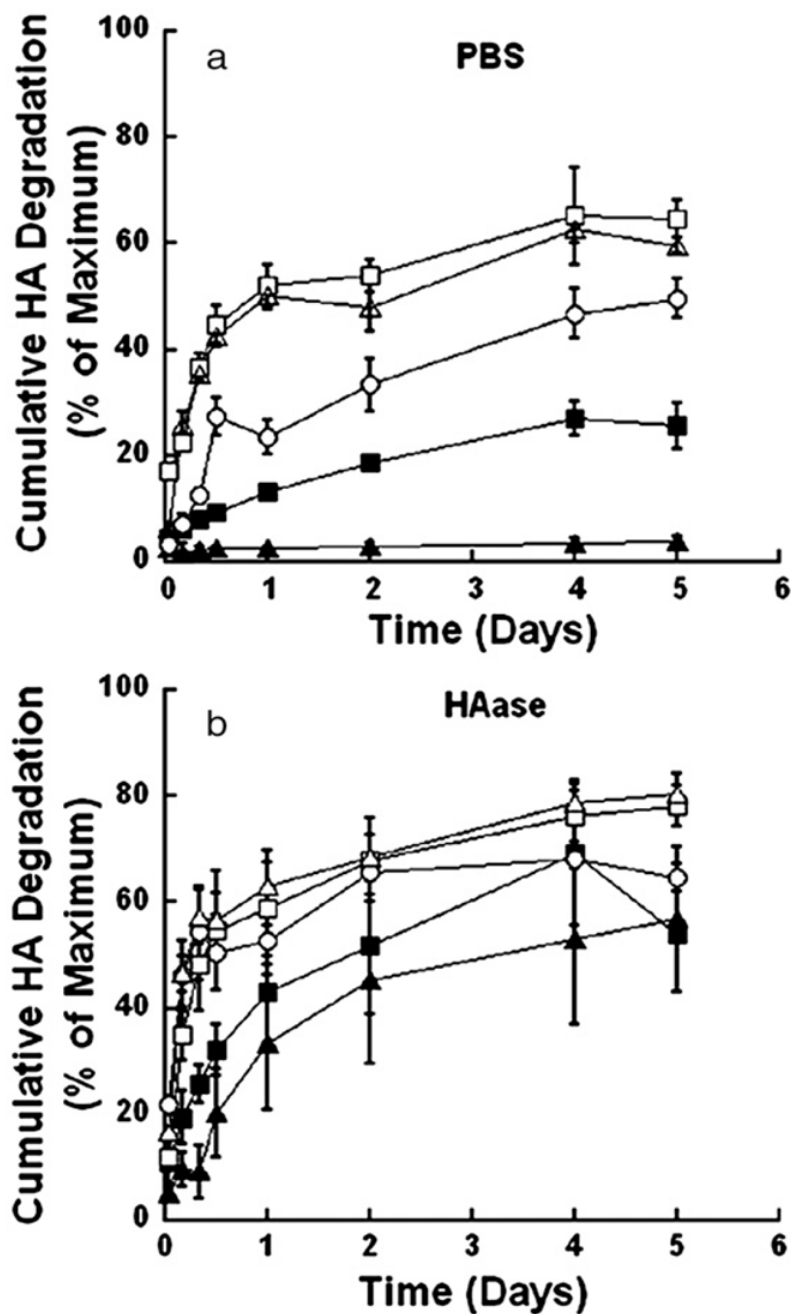 a
PBS
Cumulative HA Degradation
(% of Maximum)
100
80
60
40
20
0
0 1 2 3 4 5 6
Time (Days)
b
HAase
Cumulative HA Degradation
(% of Maximum)
100
80
60
40
20
0
0 1 2 3 4 5 6
Time (Days)